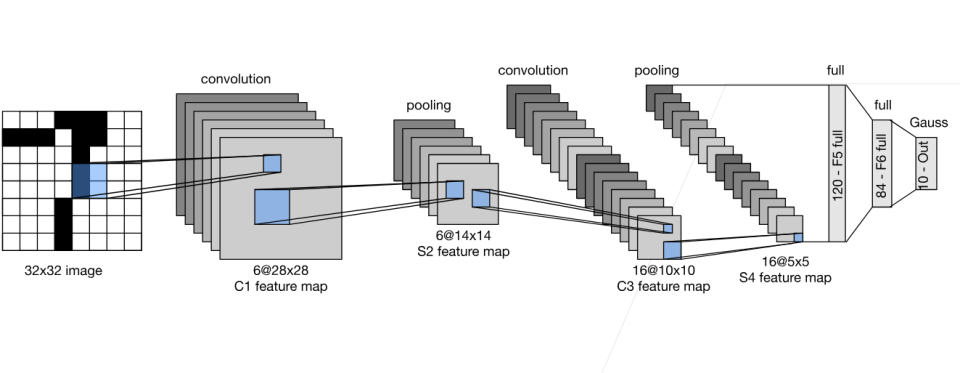 convolution
pooling
convolution
pooling
full
full
Gauss
32x32 image
6@28x28
C1 feature map
6@14x14
S2 feature map
16@10x10
C3 feature map
16@5x5
S4 feature map
120 - F5 full
84 - F6 full
10 - Out